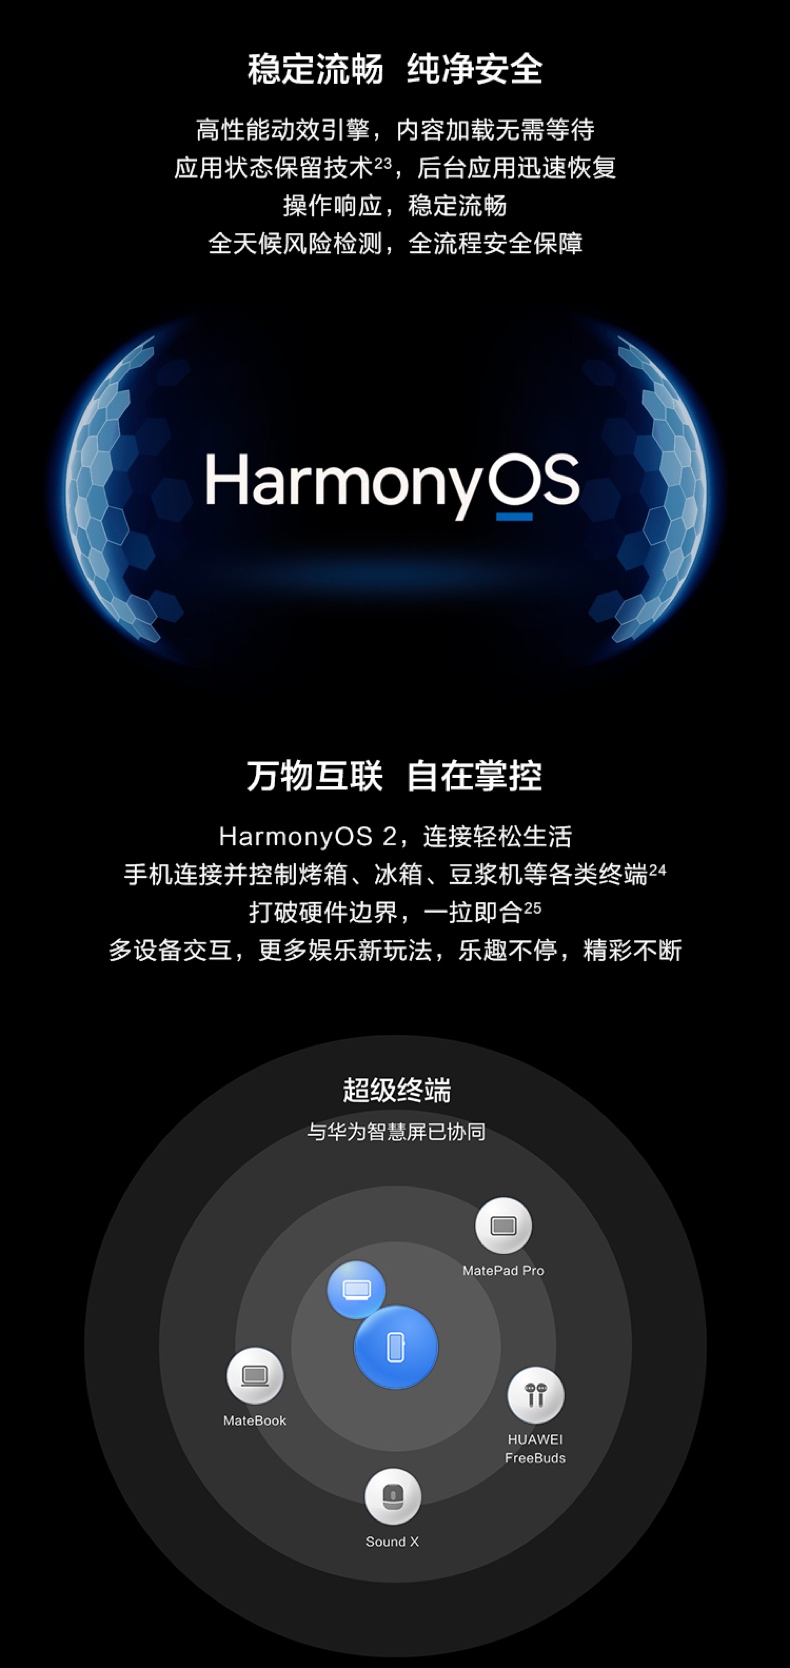 稳定流畅 纯净安全
高性能动效引擎，内容加载无需等待
应用状态保留技术23，后台应用迅速恢复
操作响应，稳定流畅
全天候风险检测，全流程安全保障
HarmonyOS
万物互联 自在掌控
HarmonyOS 2，连接轻松生活
手机连接并控制烤箱、冰箱、豆浆机等各类终端24
打破硬件边界，一拉即合25
多设备交互，更多娱乐新玩法，乐趣不停，精彩不断
超级终端
与华为智慧屏已协同
MatePad Pro
MateBook
HUAWEI
FreeBuds
Sound X